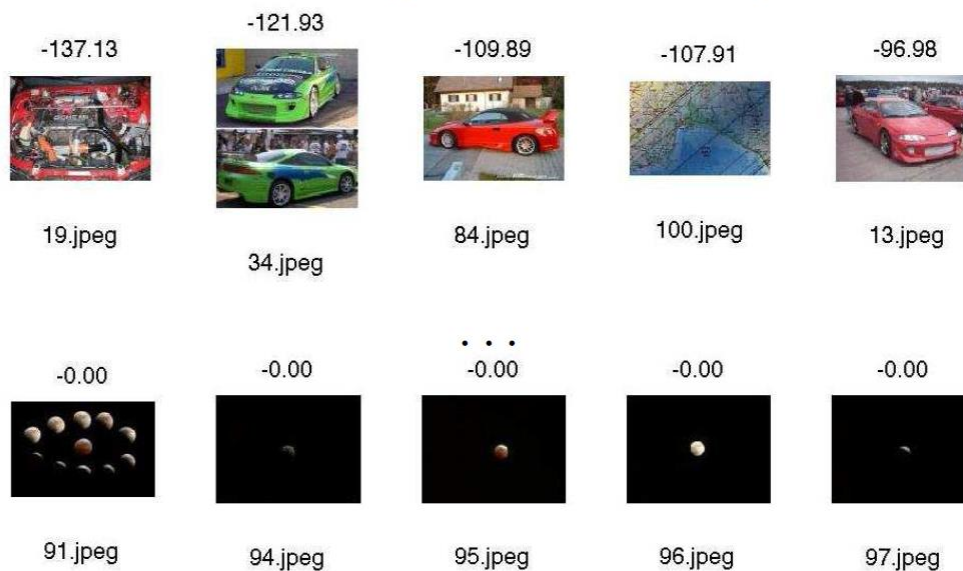 -137.13
-121.93
-109.89
-107.91
-96.98
19.jpeg
34.jpeg
84.jpeg
100.jpeg
13.jpeg
. . .
-0.00
-0.00
-0.00
-0.00
-0.00
91.jpeg
94.jpeg
95.jpeg
96.jpeg
97.jpeg